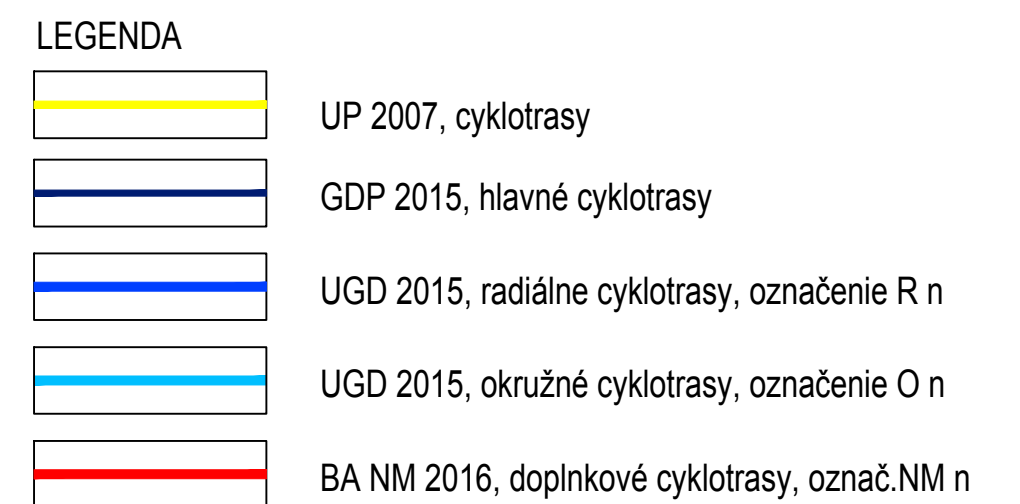 LEGENDA
UP 2007, cyklotrasy
GDP 2015, hlavné cyklotrasy
UGD 2015, radiálne cyklotrasy, označenie R n
UGD 2015, okružné cyklotrasy, označenie O n
BA NM 2016, doplnkové cyklotrasy, označ.NM n